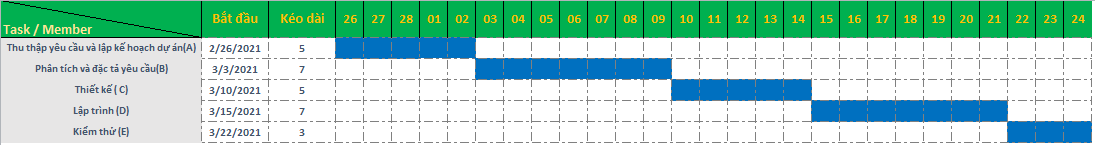 Task / Member Bắt đầu Kéo dài 26 27 28 01 02 03 04 05 06 07 08 09 10 11 12 13 14 15 16 17 18 19 20 21 22 23 24
Thu thập yêu cầu và lập kế hoạch dự án(A) 2/26/2021 5
Phân tích và đặc tả yêu cầu(B) 3/3/2021 7
Thiết kế ( C) 3/10/2021 5
Lập trình (D) 3/15/2021 7
Kiểm thử (E) 3/22/2021 3